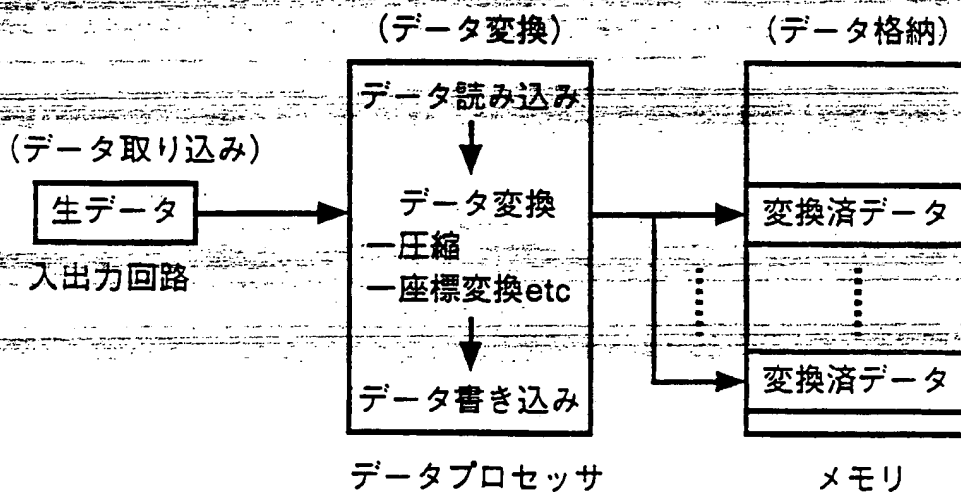 (データ変換)
(データ格納)
データ読み込み
(データ取り込み)
生データ
データ変換
変換済データ
ー圧縮
入出力回路
ー座標変換etc
変換済データ
データ書き込み
データプロセッサ
メモリ